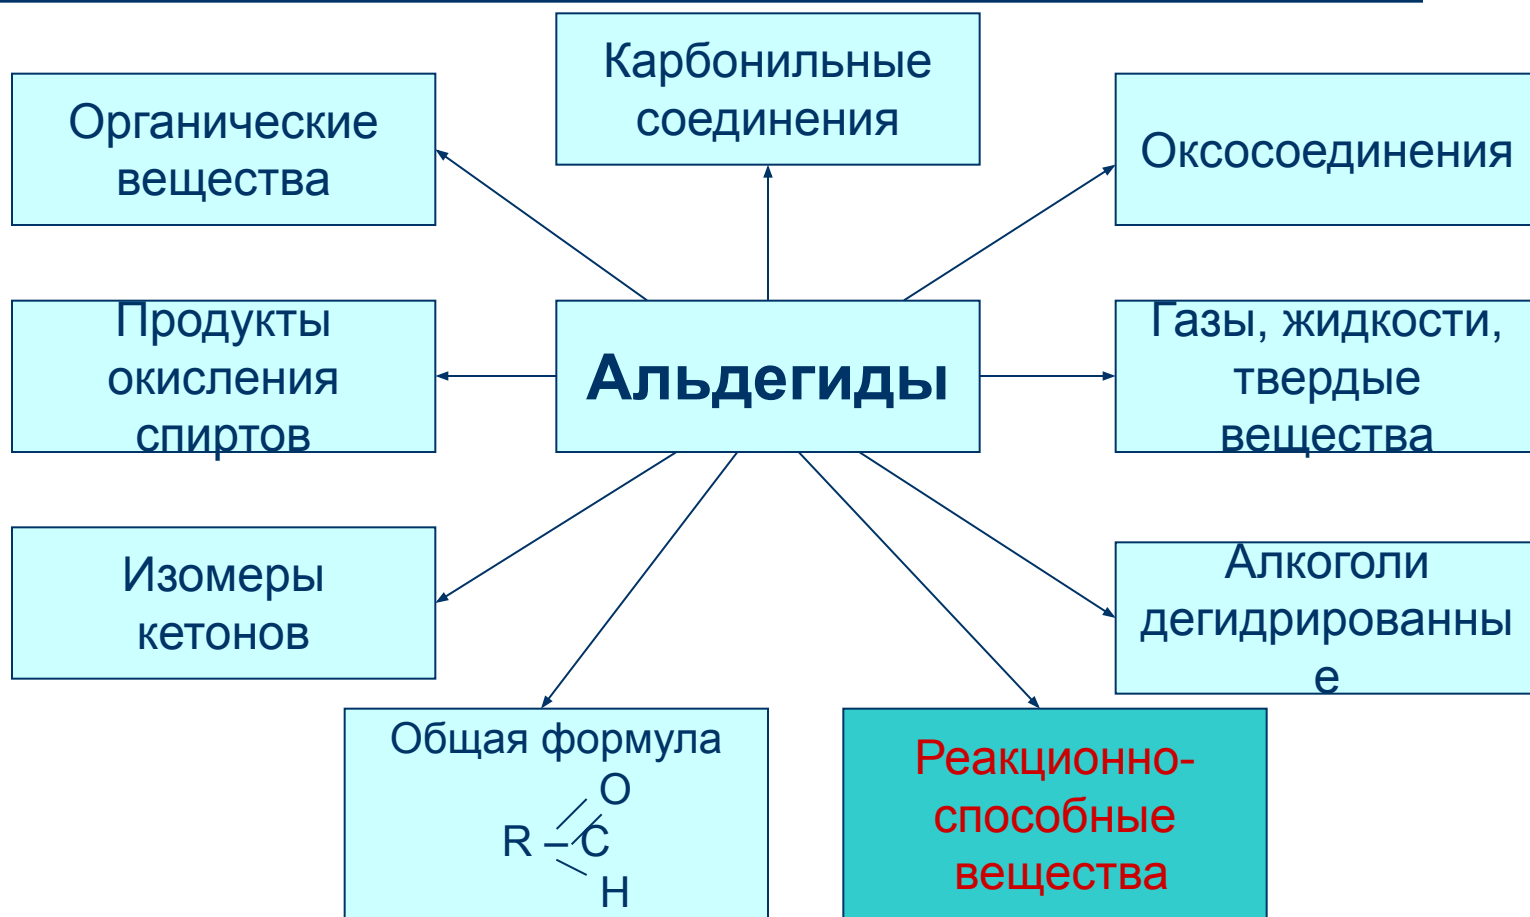 Карбонильные
соединения
Органические
вещества
Оксосоединения
Продукты
окисления
спиртов
Альдегиды
Газы, жидкости,
твердые
вещества
Изомеры
кетонов
Алкоголи
дегидрированны
е
Общая формула
O
R – C
H
Реакционно-
способные
вещества